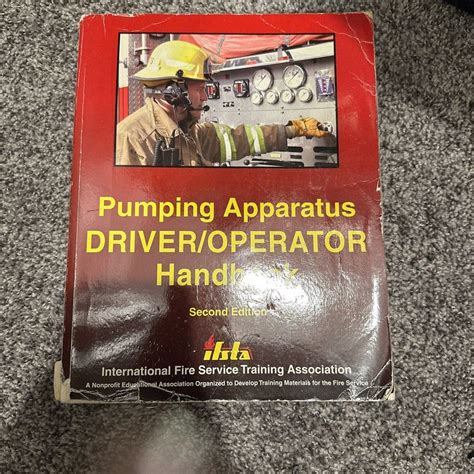 Pumping Apparatus
DRIVER/OPERATOR
Handbook
Second Edition
ifsta
International Fire Service Training Association
A Nonprofit Educational Association Organized to Develop Training Materials for the Fire Service